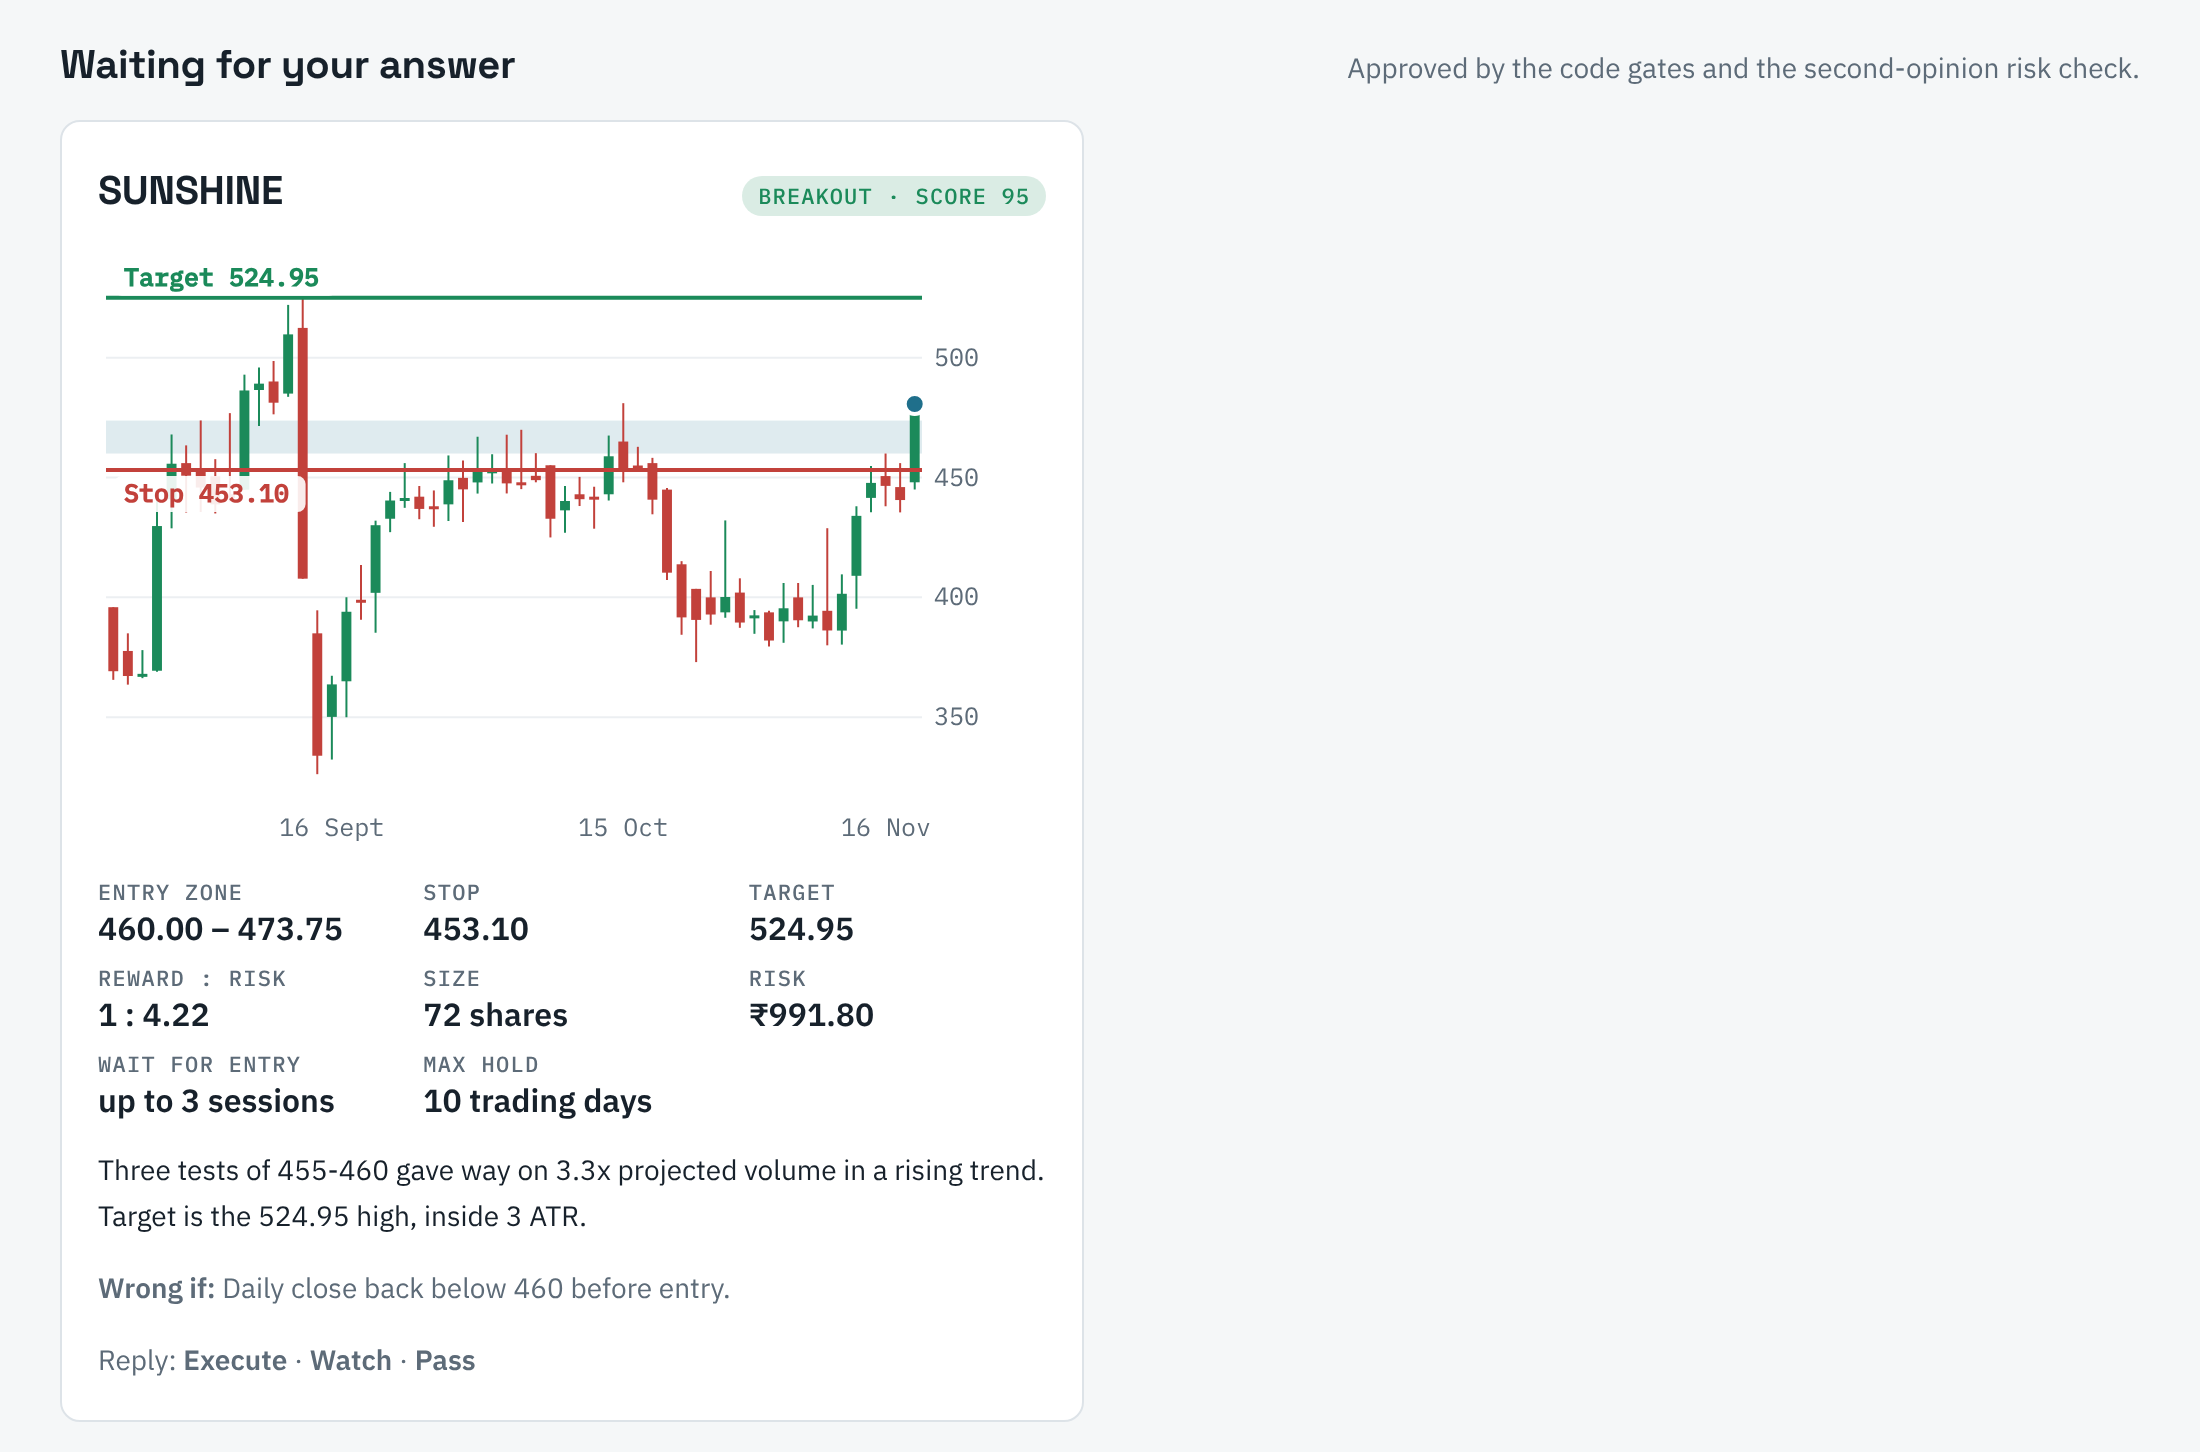 Waiting for your answer
Approved by the code gates and the second-opinion risk check.
SUNSHINE
BREAKOUT · SCORE 95
Target 524.95
500
450
Stop 453.10
400
350
16 Sept 15 Oct 16 Nov
ENTRY ZONE STOP TARGET
460.00 – 473.75 453.10 524.95
REWARD : RISK SIZE RISK
1 : 4.22 72 shares ₹991.80
WAIT FOR ENTRY MAX HOLD
up to 3 sessions 10 trading days
Three tests of 455-460 gave way on 3.3x projected volume in a rising trend.
Target is the 524.95 high, inside 3 ATR.
Wrong if: Daily close back below 460 before entry.
Reply: Execute · Watch · Pass